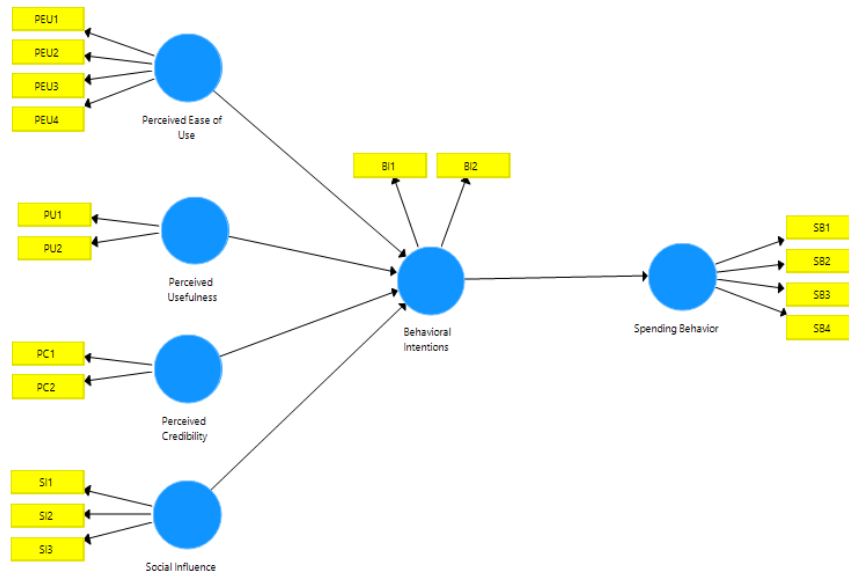 PEU1
PEU2
PEU3
PEU4
Perceived Ease of
Use
PU1
PU2
Perceived
Usefulness
PC1
PC2
Perceived
Credibility
SI1
SI2
SI3
Social Influence
BI1
BI2
Behavioral
Intentions
Spending Behavior
SB1
SB2
SB3
SB4